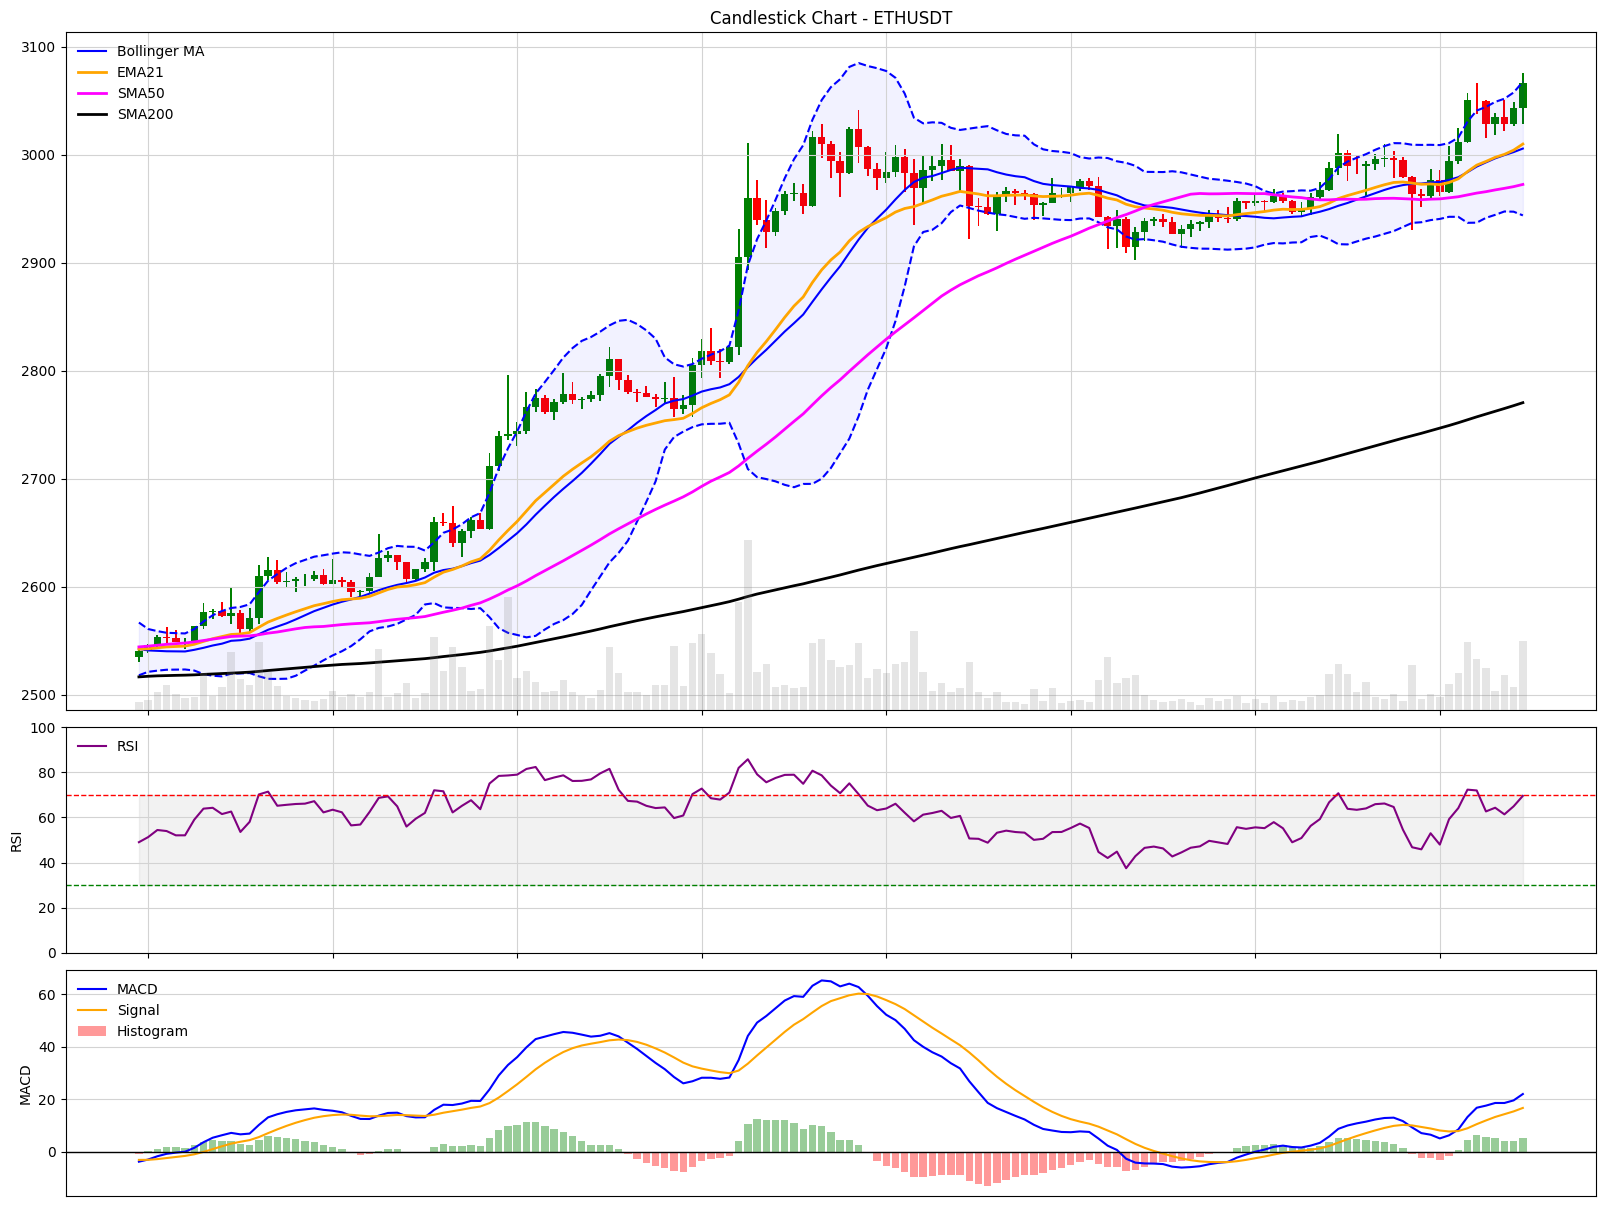 Candlestick Chart - ETHUSDT
Bollinger MA
EMA21
SMA50
SMA200
3100
3000
2900
2800
2700
2600
2500
RSI
RSI
100
80
60
40
20
0
MACD
Signal
Histogram
MACD
60
40
20
0